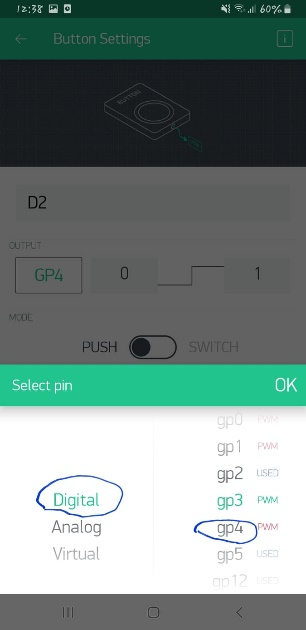 12:38 60%
Button Settings
i
BUTTON
D2
OUTPUT
GP4 0 1
MODE
PUSH SWITCH
Select pin OK
gp0 PWM
gp1 PWM
gp2 USED
Digital gp3 PWM
Analog gp4 PWM
Virtual gp5 USED
gp12 USED